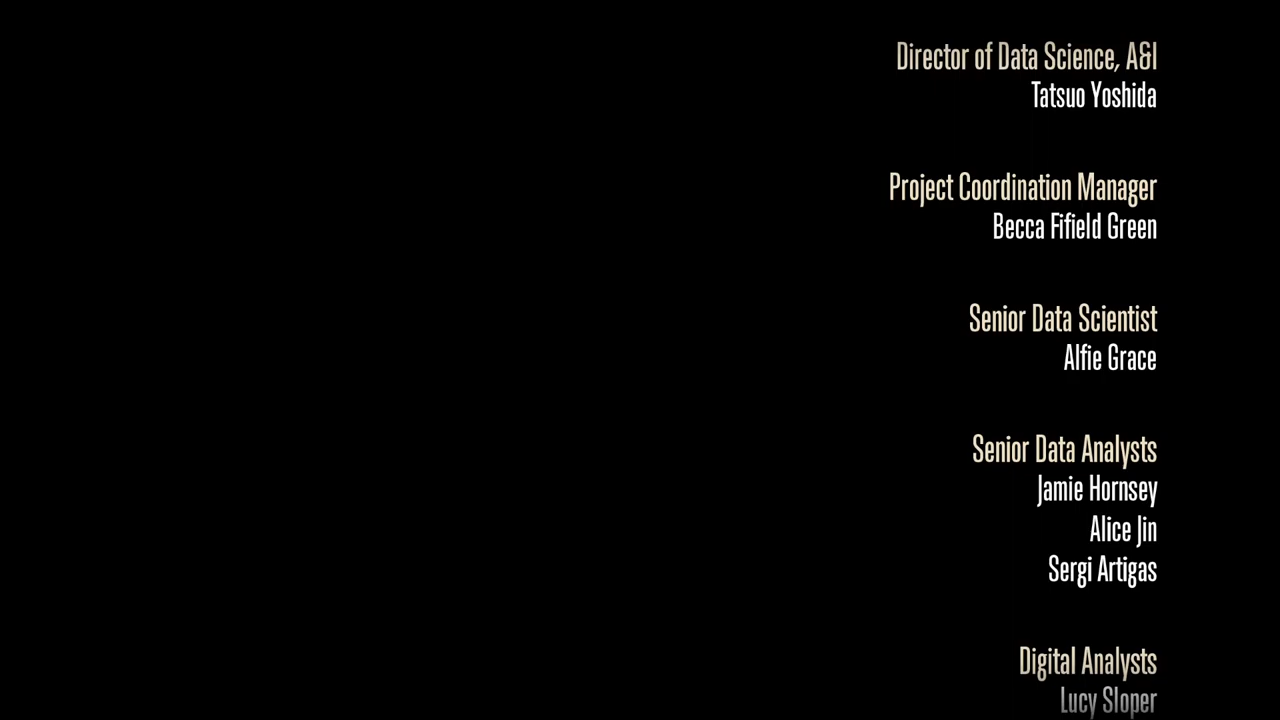 Director of Data Science, A&I
Tatsuo Yoshida
Project Coordination Manager
Becca Fifield Green
Senior Data Scientist
Alfie Grace
Senior Data Analysts
Jamie Hornsey
Alice Jin
Sergi Artigas
Digital Analysts
Lucy Sloper